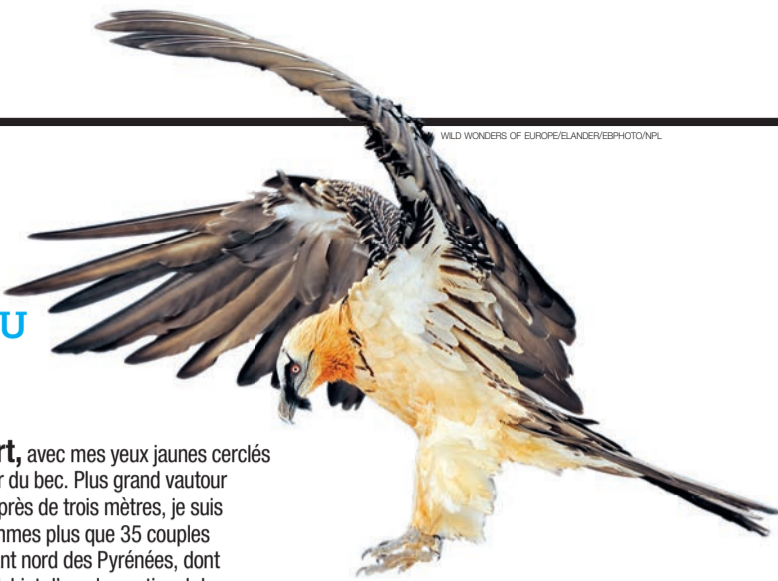 WILD WONDERS OF EUROPE/ELANDER/EBPHOTO/NPL
U
rt, avec mes yeux jaunes cerclés
r du bec. Plus grand vautour
près de trois mètres, je suis
mmes plus que 35 couples
nt nord des Pyrénées, dont